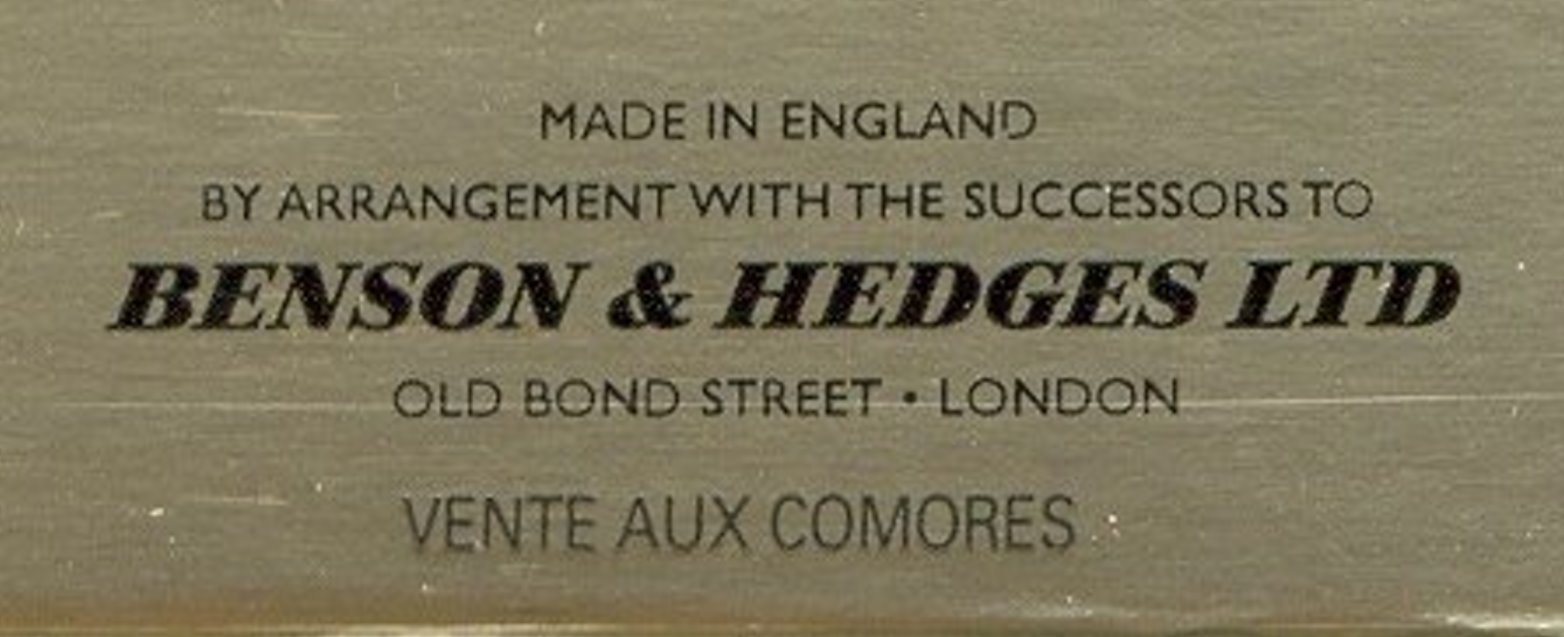 MADE IN ENGLAND
BY ARRANGEMENT WITH THE SUCCESSORS TO
BENSON & HEDGES LTD
OLD BOND STREET • LONDON
VENTE AUX COMORES